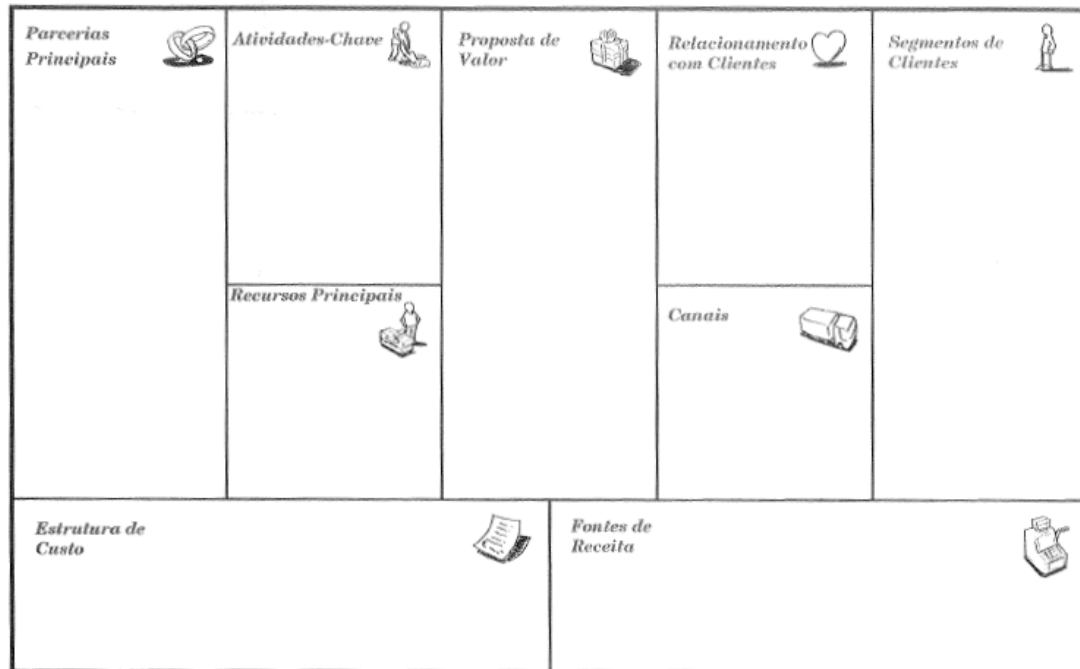 Parcerias
Principais
Atividades-Chave
Proposta de
Valor
Relacionamento
com Clientes
Segmentos de
Clientes
Recursos Principais
Canais
Estrutura de
Custo
Fontes de
Receita